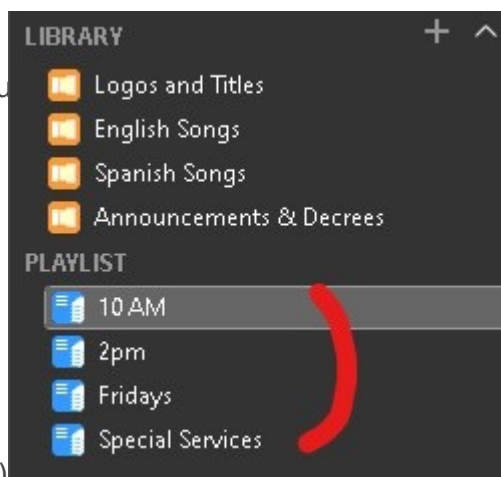 LIBRARY
Logos and Titles
English Songs
Spanish Songs
Announcements & Decrees
PLAYLIST
10 AM
2pm
Fridays
Special Services
)